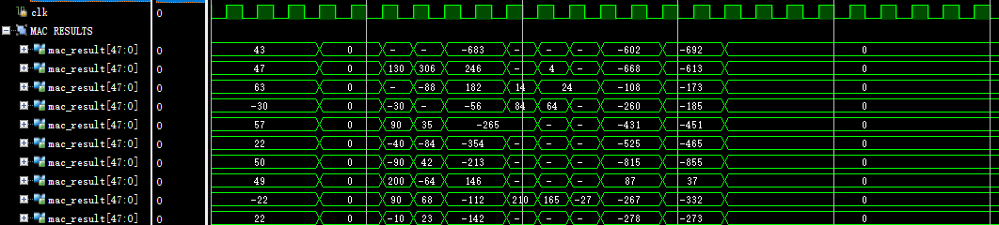 clk 0
MAC RESULTS
mac_result[47:0] 0 43 0 - - -683 - - - -602 -692 0
mac_result[47:0] 0 47 0 130 306 246 - 4 - -668 -613 0
mac_result[47:0] 0 63 0 - -88 182 14 24 -108 -173 0
mac_result[47:0] 0 -30 0 -30 - -56 84 64 - -260 -185 0
mac_result[47:0] 0 57 0 90 35 -265 - - -431 -451 0
mac_result[47:0] 0 22 0 -40 -84 -354 - - - -525 -465 0
mac_result[47:0] 0 50 0 -90 42 -213 - - - -815 -855 0
mac_result[47:0] 0 49 0 200 -64 146 - - - 87 37 0
mac_result[47:0] 0 -22 0 90 68 -112 210 165 -27 -267 -332 0
mac_result[47:0] 0 22 0 -10 23 -142 - - - -278 -273 0